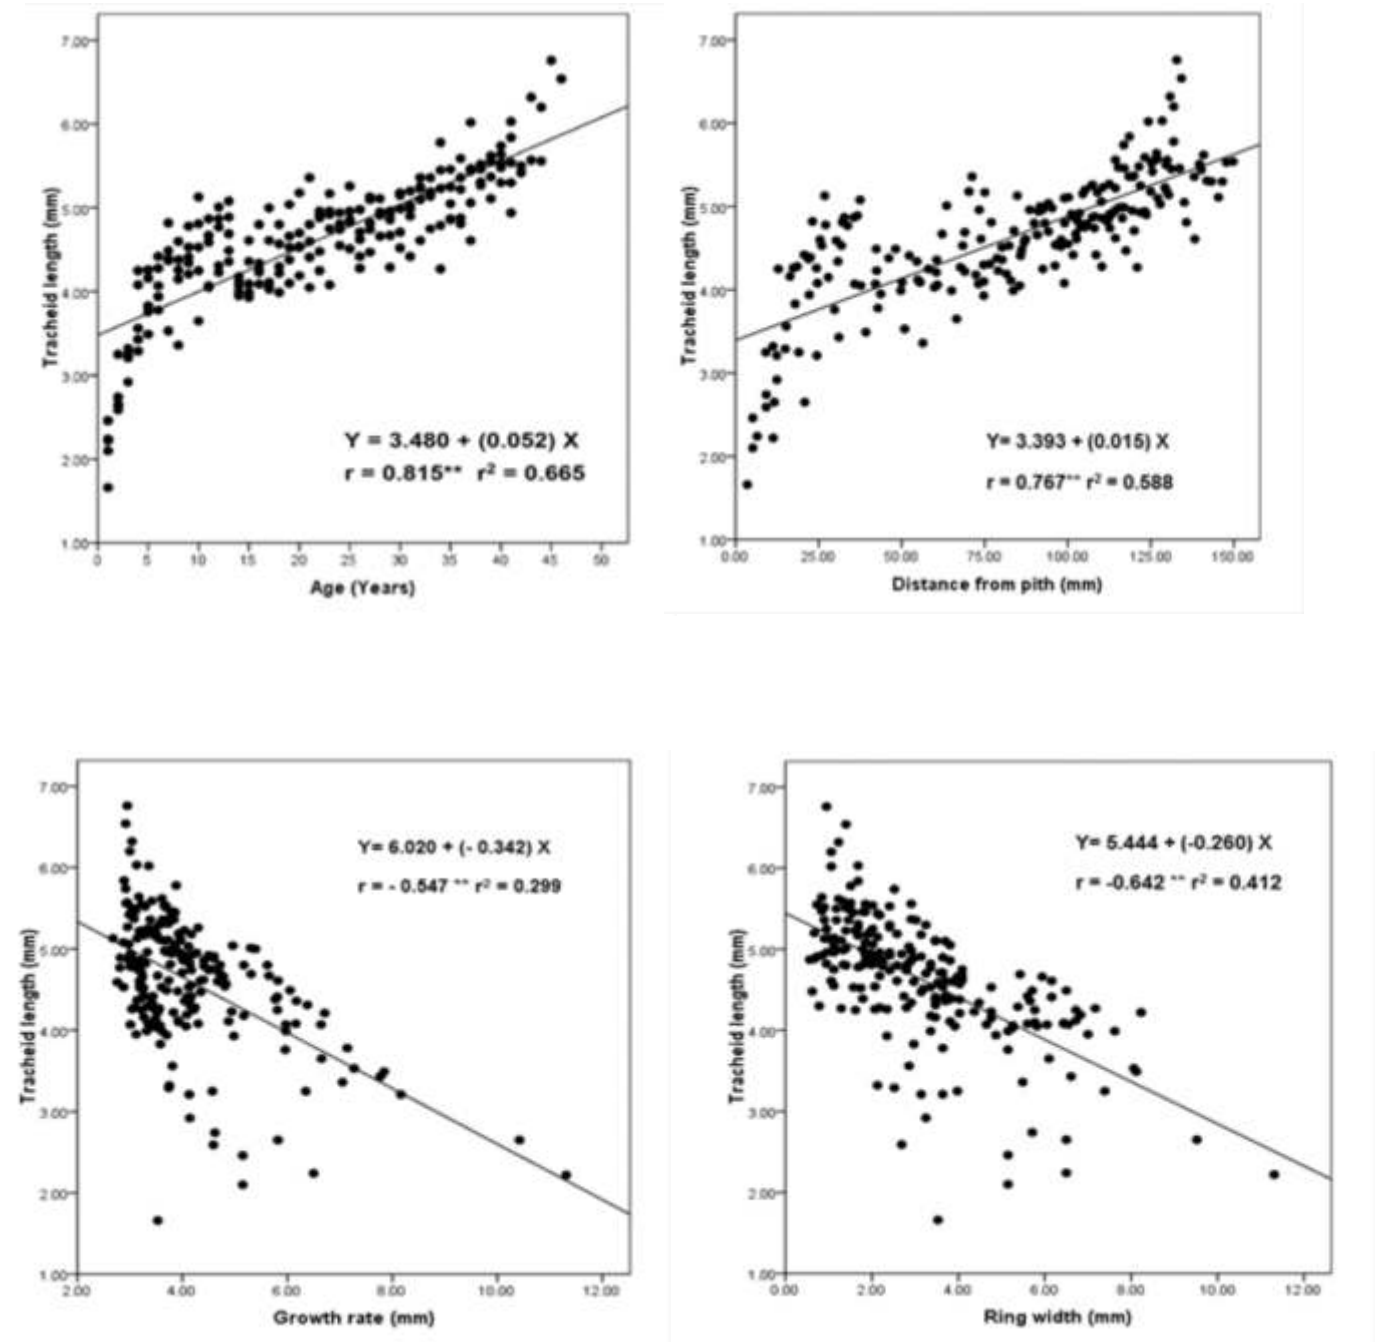 7.00
6.00
5.00
4.00
3.00
2.00
1.00
Tracheid length (mm)
Y = 3.480 + (0.052) X
r = 0.815** r² = 0.665
0 5 10 15 20 25 30 35 40 45 50
Age (Years)
7.00
6.00
5.00
4.00
3.00
2.00
1.00
Tracheid length (mm)
Y= 3.393 + (0.015) X
r = 0.767** r² = 0.588
0.00 25.00 50.00 75.00 100.00 125.00 150.00
Distance from pith (mm)
7.00
6.00
5.00
4.00
3.00
2.00
1.00
Tracheid length (mm)
Y= 6.020 + (- 0.342) X
r = - 0.547 ** r² = 0.299
2.00 4.00 6.00 8.00 10.00 12.00
Growth rate (mm)
7.00
6.00
5.00
4.00
3.00
2.00
1.00
Tracheid length (mm)
Y= 5.444 + (-0.260) X
r = -0.642 ** r² = 0.412
0.00 2.00 4.00 6.00 8.00 10.00 12.00
Ring width (mm)